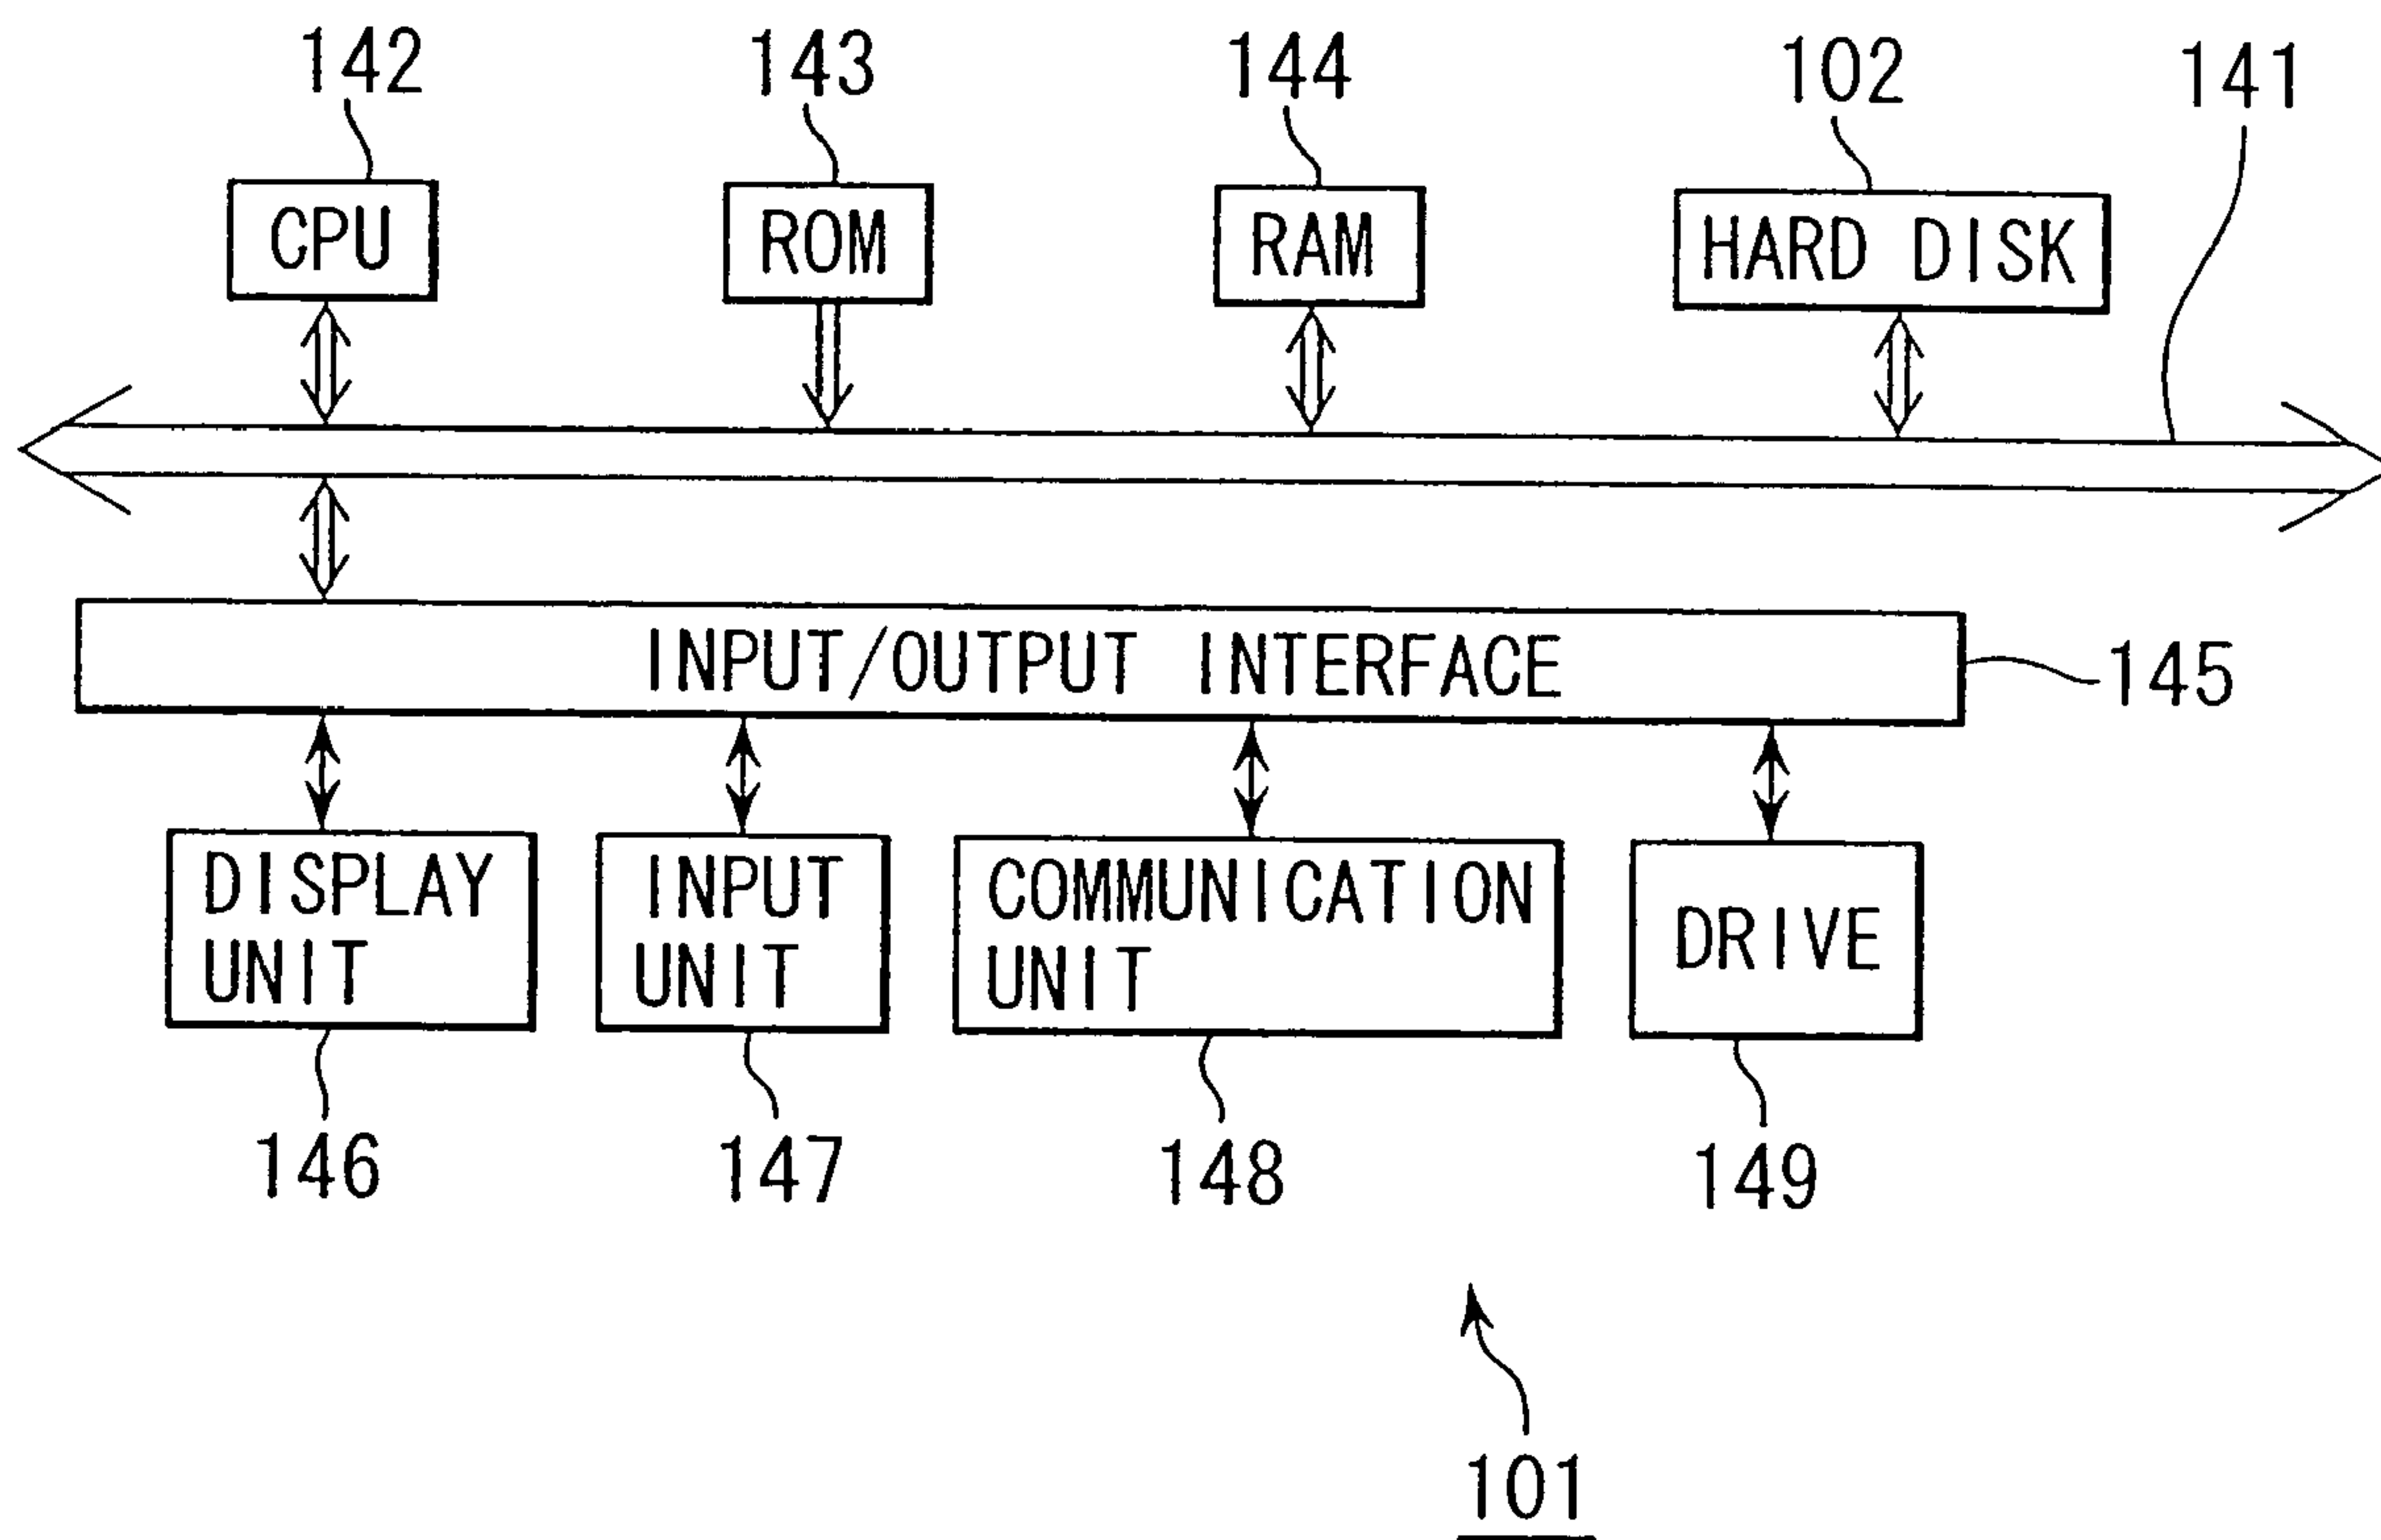 142
143
144
102
141
CPU
ROM
RAM
HARD DISK
INPUT/OUTPUT INTERFACE
145
DISPLAY
UNIT
INPUT
UNIT
COMMUNICATION
UNIT
DRIVE
146
147
148
149
101